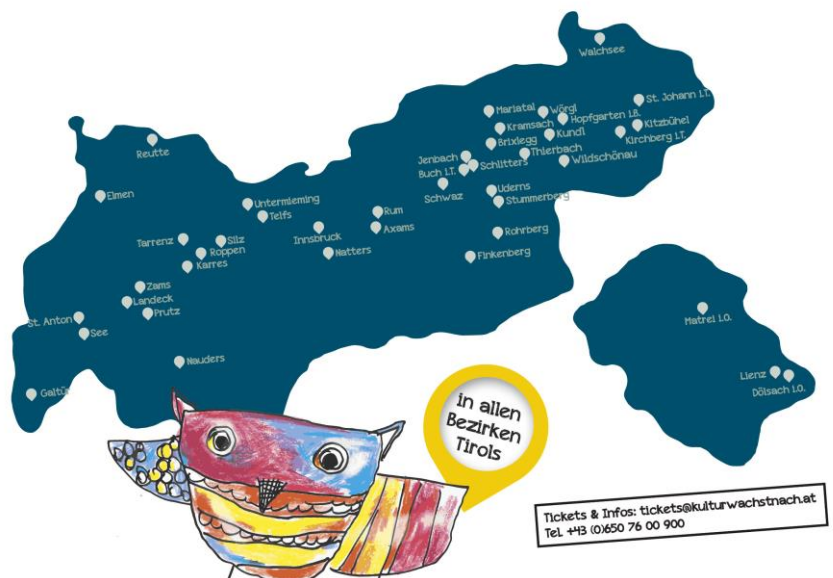 Walchsee
St. Johann i.T.
Mariatal
Wörgl
Hopfgarten i.B.
Kramsach
Kitzbühel
Kundl
Kirchberg i.T.
Brixlegg
Reutte
Thierbach
Jenbach
Wildschönau
Schlitters
Buch i.T.
Schwaz
Uderns
Elmen
Stummerberg
Untermieming
Rum
Telfs
Axams
Innsbruck
Rohrberg
Tarrenz
Silz
Roppen
Natters
Finkenberg
Karres
Zams
Landeck
Prutz
St. Anton
See
Matrei i.O.
Nauders
Lienz
Dölsach i.O.
Galtür
in allen
Bezirken
Tirols
Tickets & Infos: tickets@kulturwachstnach.at
Tel. +43 (0)650 76 00 900